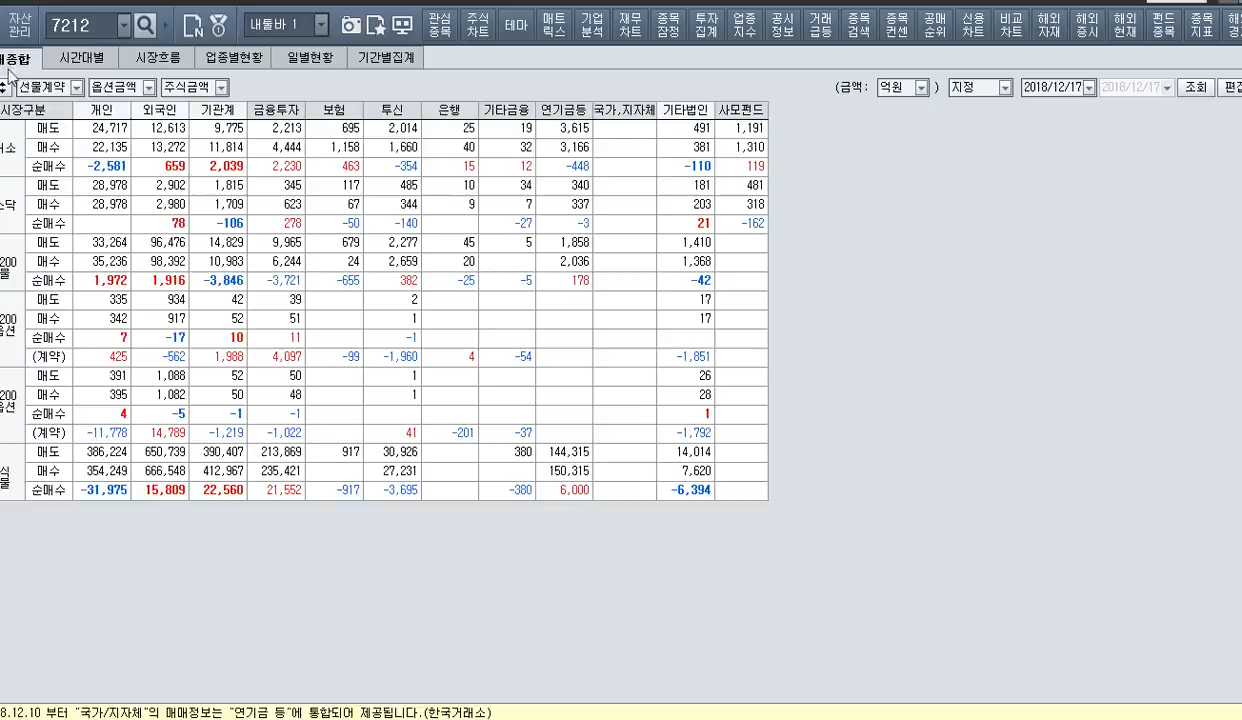 자산 관리 7212 내툴바 1 관심 종목 주식 차트 테마 매트 릭스 기업 분석 재무 차트 종목 잠정 투자 집계 업종 지수 공시 정보 거래 급등 종목 검색 종목 컨센 공매 순위 신용 차트 비교 차트 해외 자재 해외 증시 해외 현재 펀드 종목 종목 지표 해외
시간대별 시장흐름 업종별현황 일별현황 기간별집계
선물계약 옵션금액 주식금액 (금액: 억원 ) 지정 2018/12/17 2018/12/17 조회 편집
시장구분 개인 외국인 기관계 금융투자 보험 투신 은행 기타금융 연기금등 국가,지자체 기타법인 사모펀드
매도 24,717 12,613 9,775 2,213 695 2,014 25 19 3,615 491 1,191
매수 22,135 13,272 11,814 4,444 1,158 1,660 40 32 3,166 381 1,310
순매수 -2,581 659 2,039 2,230 463 -354 15 12 -448 -110 119
매도 28,978 2,902 1,815 345 117 485 10 34 340 181 481
매수 28,978 2,980 1,709 623 67 344 9 7 337 203 318
순매수 78 -106 278 -50 -140 -27 -3 21 -162
매도 33,264 96,476 14,829 9,965 679 2,277 45 5 1,858 1,410
200 매수 35,236 98,392 10,983 6,244 24 2,659 20 2,036 1,368
물 순매수 1,972 1,916 -3,846 -3,721 -655 382 -25 -5 178 -42
매도 335 934 42 39 2 17
200 매수 342 917 52 51 1 17
옵션 순매수 7 -17 10 11 -1
(계약) 425 -562 1,988 4,097 -99 -1,960 4 -54 -1,851
매도 391 1,088 52 50 1 26
200 매수 395 1,082 50 48 1 28
옵션 순매수 4 -5 -1 -1 1
(계약) -11,778 14,789 -1,219 -1,022 41 -201 -37 -1,792
매도 386,224 650,739 390,407 213,869 917 30,926 380 144,315 14,014
식 매수 354,249 666,548 412,967 235,421 27,231 150,315 7,620
물 순매수 -31,975 15,809 22,560 21,552 -917 -3,695 -380 6,000 -6,394
8.12.10 부터 "국가/지자체"의 매매정보는 "연기금 등"에 통합되어 제공됩니다.(한국거래소)